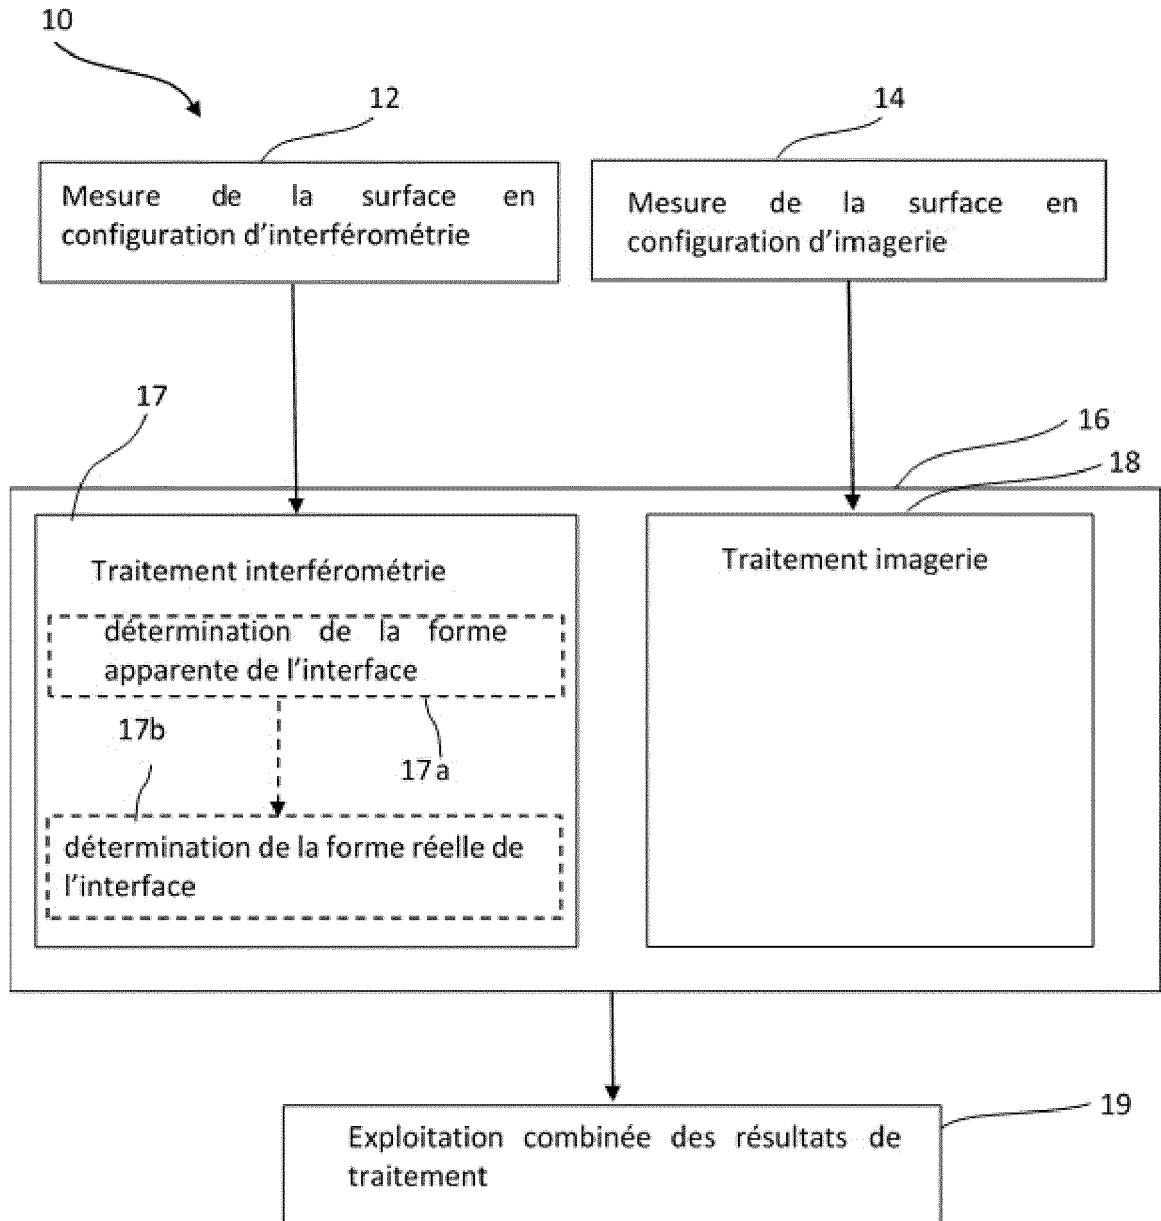 10
12
14
Mesure de la surface en
configuration d'interférométrie
Mesure de la surface en
configuration d'imagerie
17
16
18
Traitement interférométrie
Traitement imagerie
détermination de la forme
apparente de l'interface
17b
17a
détermination de la forme réelle de
l'interface
19
Exploitation combinée des résultats de
traitement